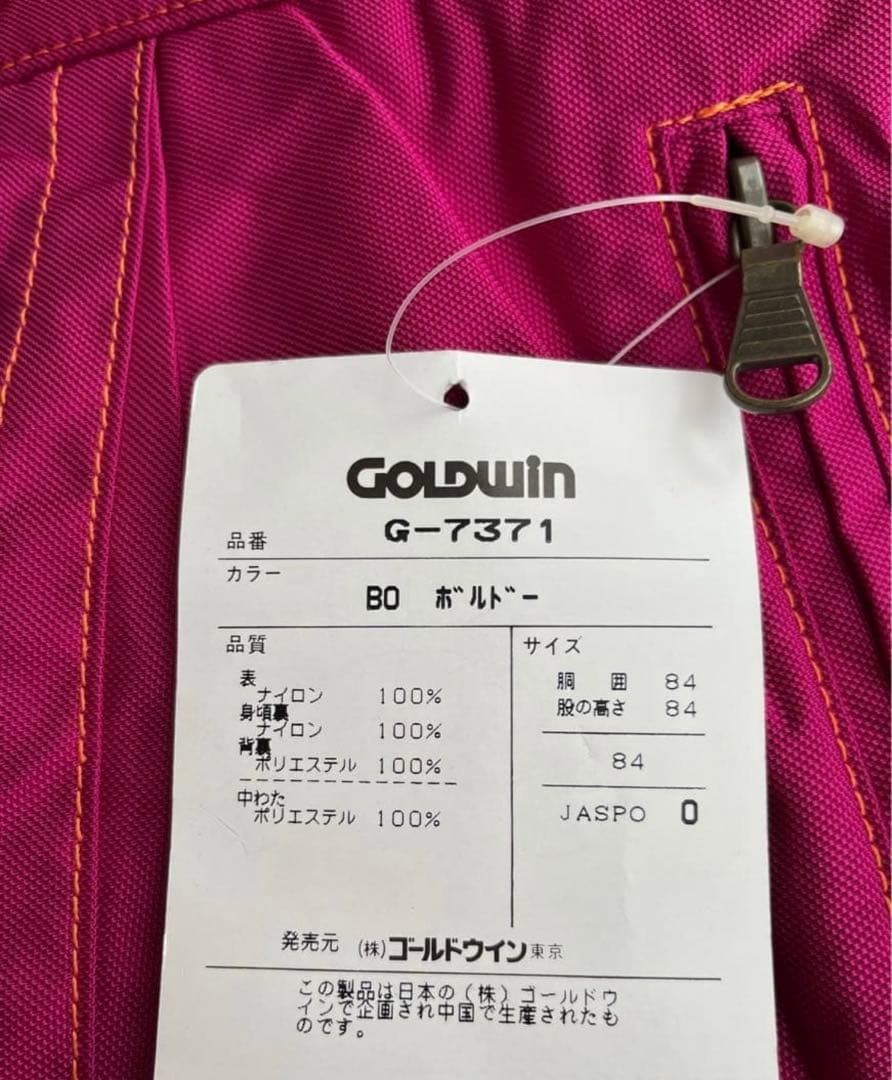 GOLDWIN
品番 G-7371
カラー
BO ボルドー
品質
表
ナイロン 100%
身頃裏
ナイロン 100%
背裏
ポリエステル 100%
中わた
ポリエステル 100%
サイズ
胴 囲 84
股の高さ 84
84
JASPO O
発売元 (株)ゴールドウイン東京
この製品は日本の(株)ゴールドウ
インで企画され中国で生産されたも
のです。